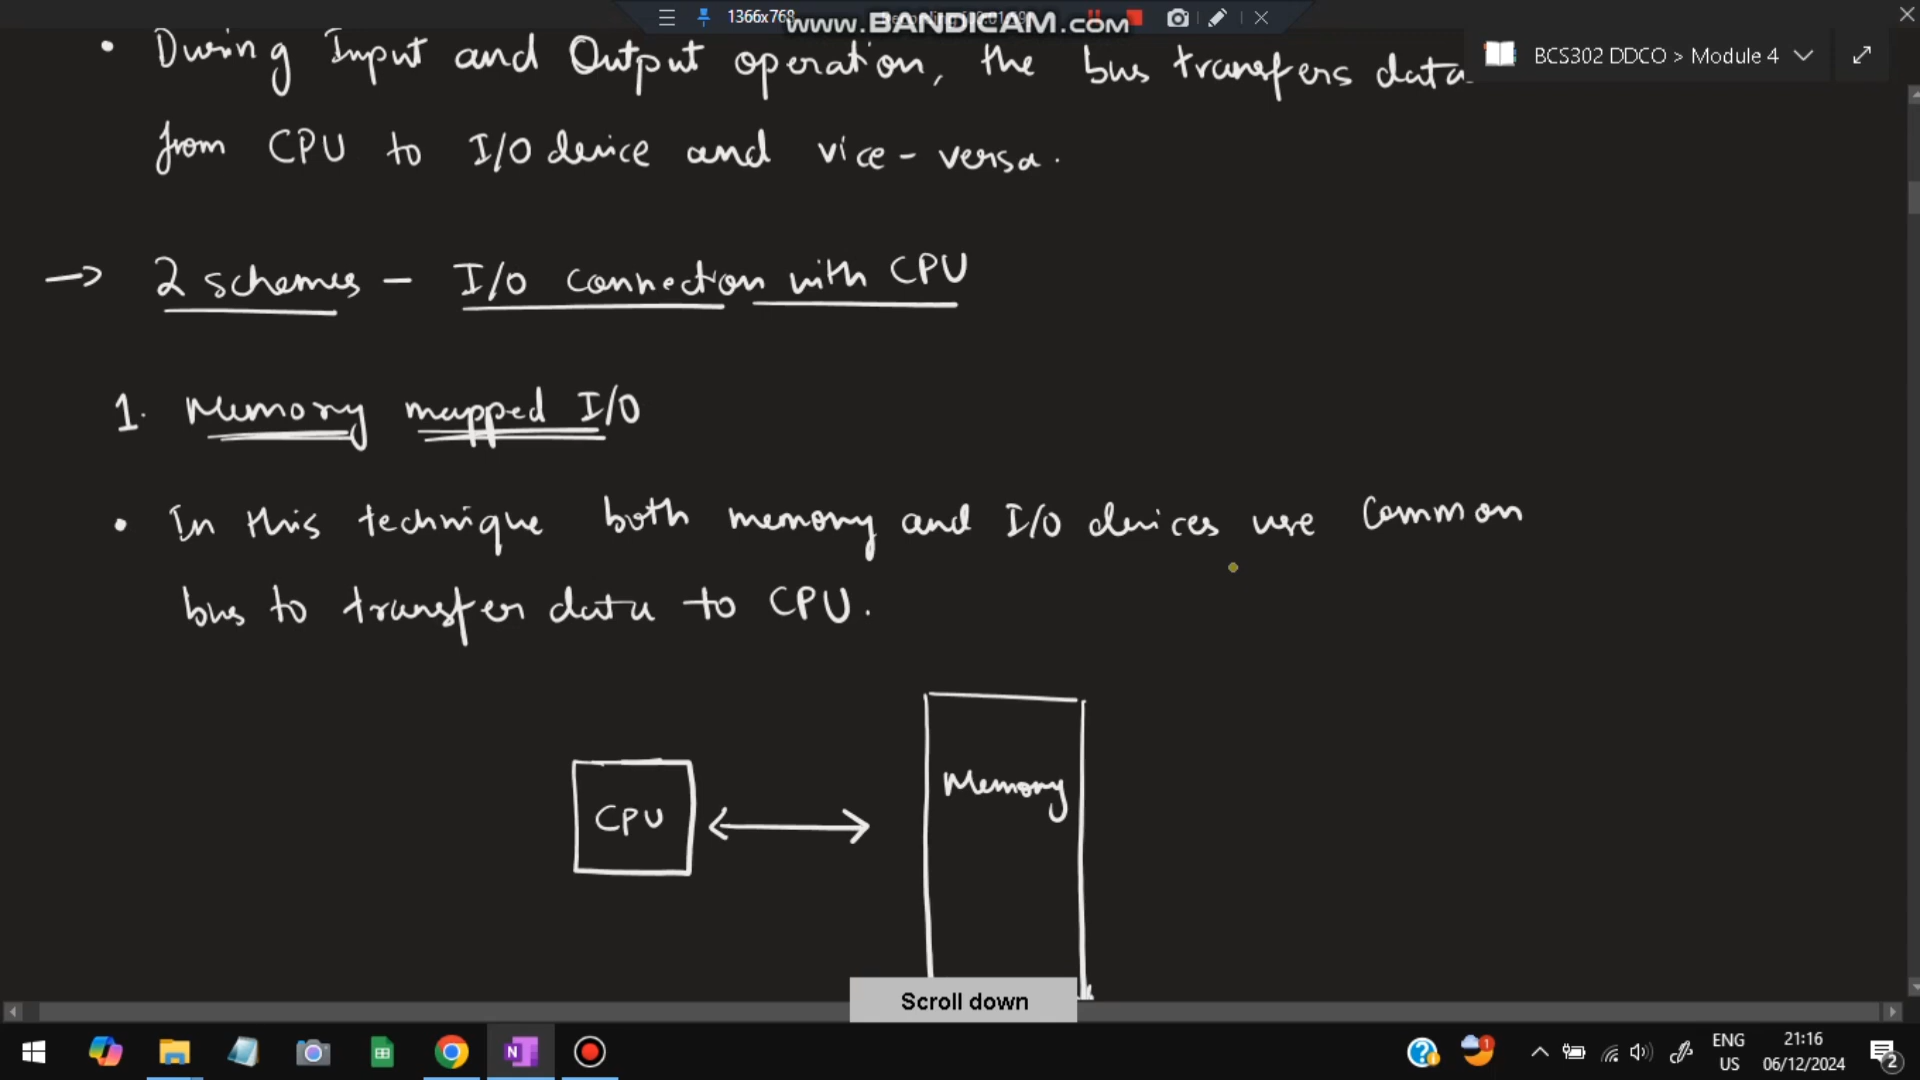 1366x768
www.BANDICAM.com
BCS302 DDCO > Module 4
• During Input and Output operation, the bus transfers data
from CPU to I/O device and vice-versa.
→ 2 schemes - I/O connection with CPU
1. Memory mapped I/O
• In this technique both memory and I/O devices use common
bus to transfer data to CPU.
CPU
Memory
Scroll down
ENG
US
21:16
06/12/2024
1
2